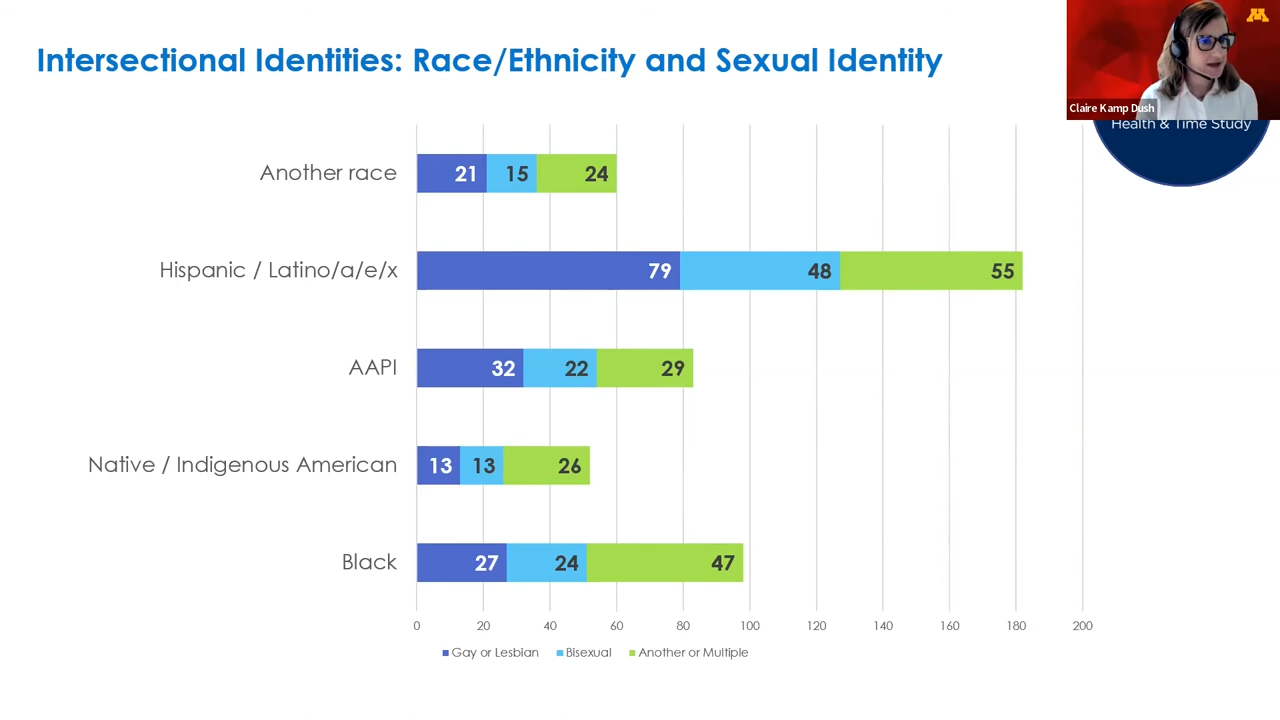 Intersectional Identities: Race/Ethnicity and Sexual Identity
Claire Kamp Dush
Health & Time Study
Another race
21 15 24
Hispanic / Latino/a/e/x
79 48 55
AAPI
32 22 29
Native / Indigenous American
13 13 26
Black
27 24 47
0 20 40 60 80 100 120 140 160 180 200
Gay or Lesbian Bisexual Another or Multiple
M